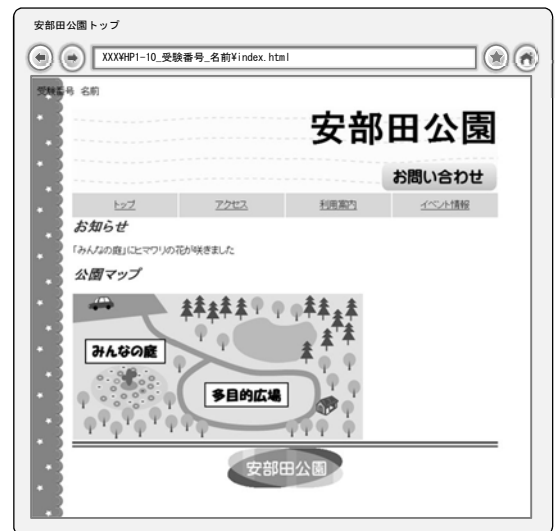 安部田公園トップ
XXX¥HP1-10_受験番号_名前¥index.html
受験番号 名前
安部田公園
お問い合わせ
トップ アクセス 利用案内 イベント情報
お知らせ
「みんなの庭」にヒマワリの花が咲きました
公園マップ
みんなの庭
多目的広場
安部田公園